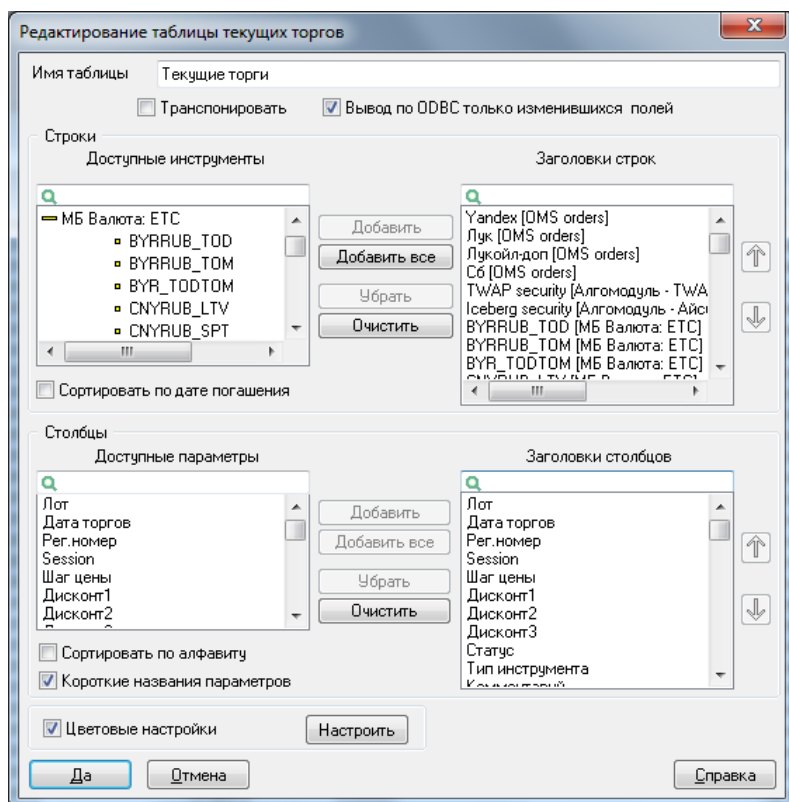 Редактирование таблицы текущих торгов
Имя таблицы
Текущие торги
Транспонировать
Вывод по ODBC только изменившихся полей
Строки
Доступные инструменты
МБ Валюта: ETC
BYRRUB_TOD
BYRRUB_TOM
BYR_TODTOM
CNYRUB_LTV
CNYRUB_SPT
Сортировать по дате погашения
Добавить
Добавить все
Убрать
Очистить
Заголовки строк
Yandex [OMS orders]
Лук [OMS orders]
Лукойл-доп [OMS orders]
Сб [OMS orders]
TWAP security [Алгомодуль - TWA
Iceberg security [Алгомодуль - Айс
BYRRUB_TOD [МБ Валюта: ETC]
BYRRUB_TOM [МБ Валюта: ETC]
BYR_TODTOM [МБ Валюта: ETC]
Столбцы
Доступные параметры
Лот
Дата торгов
Рег.номер
Session
Шаг цены
Дисконт1
Дисконт2
Сортировать по алфавиту
Короткие названия параметров
Добавить
Добавить все
Убрать
Очистить
Заголовки столбцов
Лот
Дата торгов
Рег.номер
Session
Шаг цены
Дисконт1
Дисконт2
Дисконт3
Статус
Тип инструмента
Цветовые настройки
Настроить
Да
Отмена
Справка